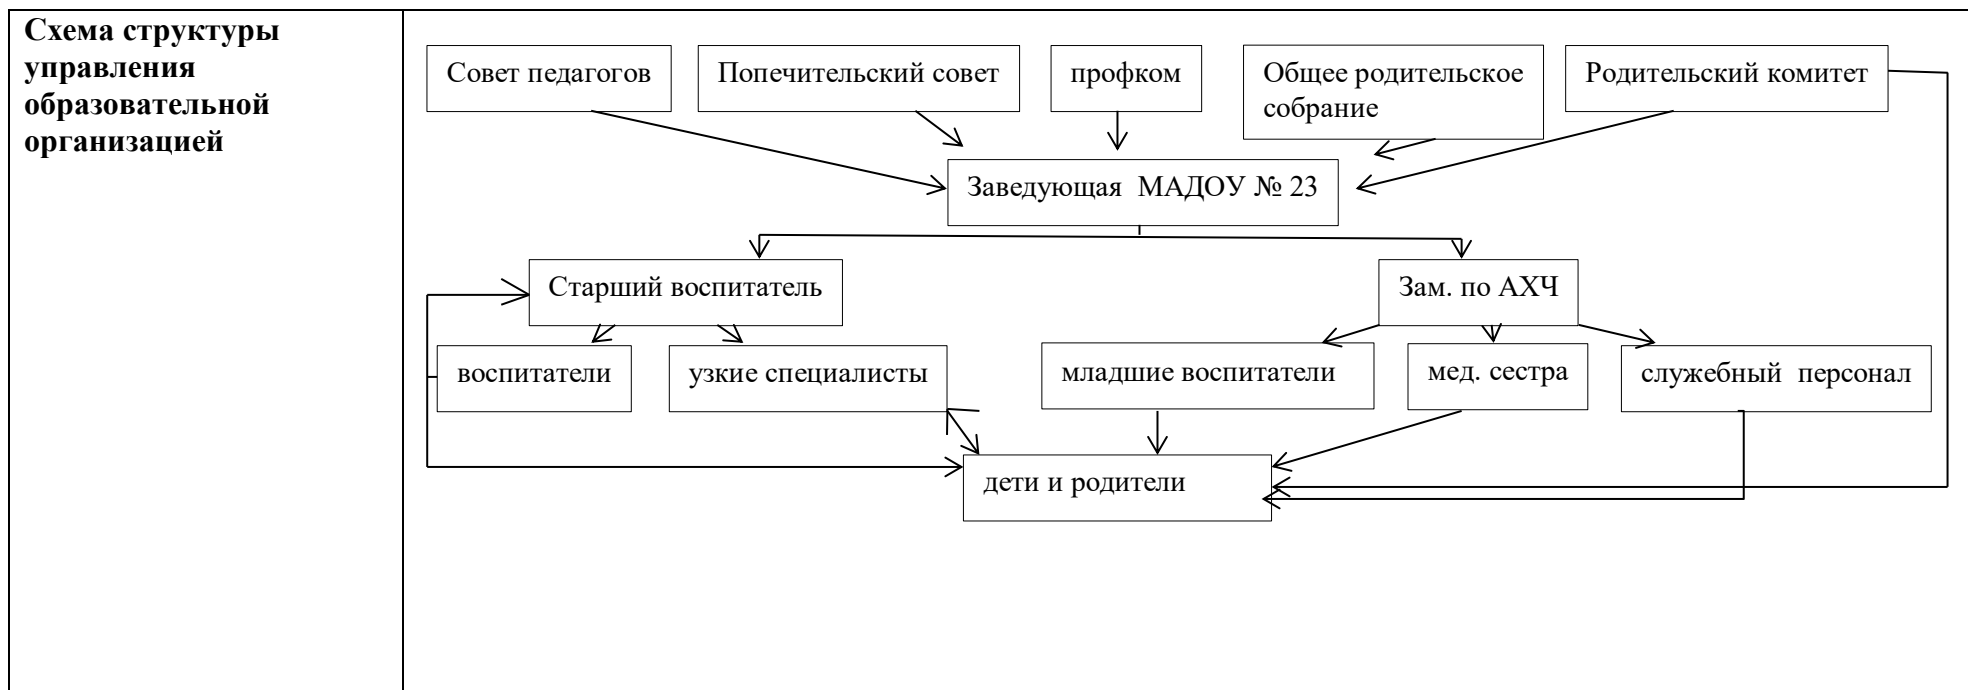 Схема структуры
управления
образовательной
организацией
Совет педагогов
Попечительский совет
профком
Общее родительское
собрание
Родительский комитет
Заведующая  МАДОУ № 23
Старший воспитатель
Зам. по АХЧ
воспитатели
узкие специалисты
младшие воспитатели
мед. сестра
служебный  персонал
дети и родители